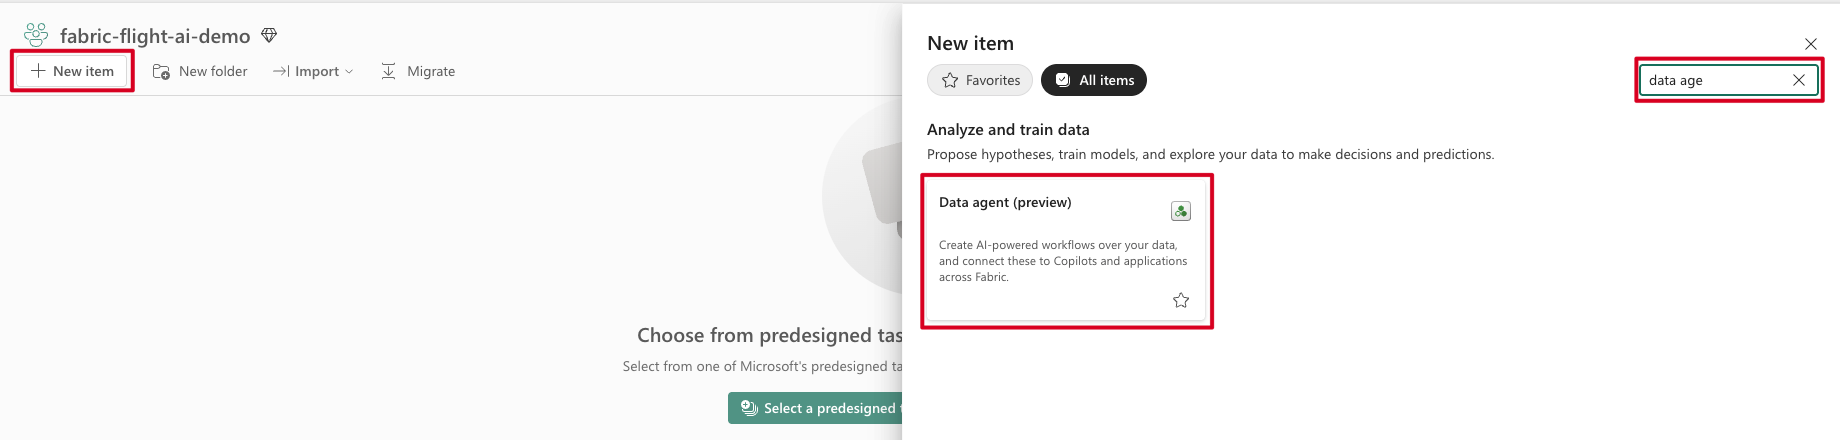 fabric-flight-ai-demo
New item
New folder
Import
Migrate
Choose from predesigned tas
Select from one of Microsoft's predesigned ta
Select a predesigned t
New item
Favorites
All items
data age
Analyze and train data
Propose hypotheses, train models, and explore your data to make decisions and predictions.
Data agent (preview)
Create AI-powered workflows over your data,
and connect these to Copilots and applications
across Fabric.